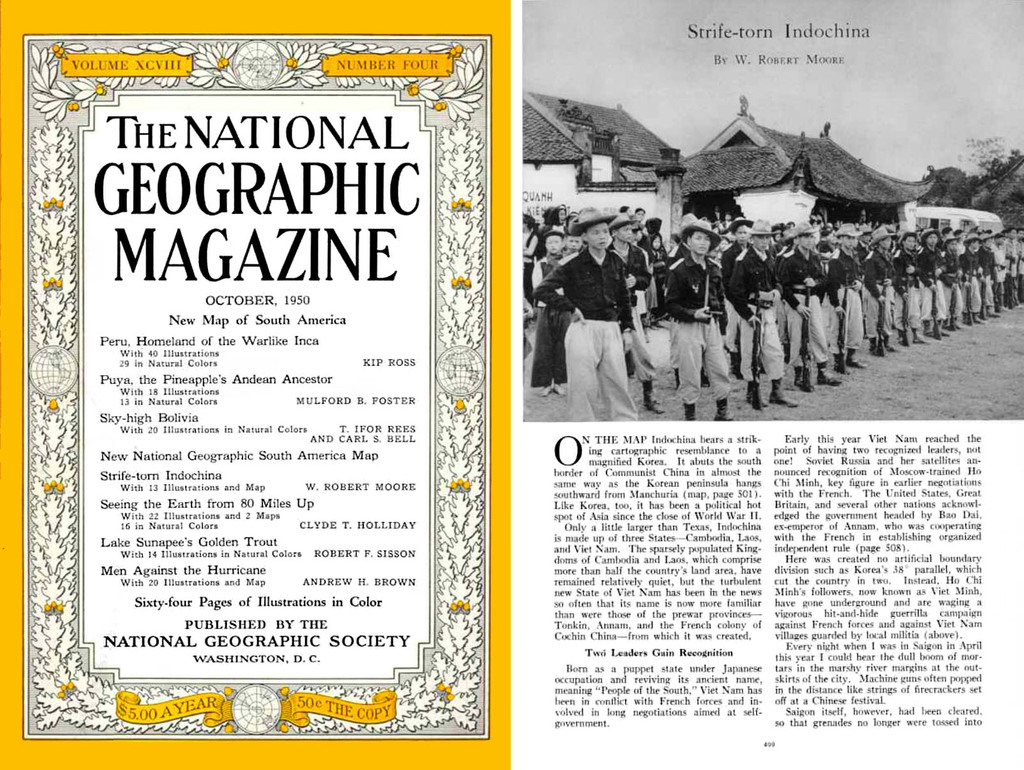 VOLUME XCVIII
NUMBER FOUR
THE NATIONAL
GEOGRAPHIC
MAGAZINE
OCTOBER, 1950
New Map of South America
Peru, Homeland of the Warlike Inca
With 40 Illustrations
29 in Natural Colors KIP ROSS
Puya, the Pineapple's Andean Ancestor
With 18 Illustrations
13 in Natural Colors MULFORD B. FOSTER
Sky-high Bolivia
With 20 Illustrations in Natural Colors T. IFOR REES
AND CARL S. BELL
New National Geographic South America Map
Strife-torn Indochina
With 13 Illustrations and Map W. ROBERT MOORE
Seeing the Earth from 80 Miles Up
With 22 Illustrations and 2 Maps
16 in Natural Colors CLYDE T. HOLLIDAY
Lake Sunapee's Golden Trout
With 14 Illustrations in Natural Colors ROBERT F. SISSON
Men Against the Hurricane
With 20 Illustrations and Map ANDREW H. BROWN
Sixty-four Pages of Illustrations in Color
PUBLISHED BY THE
NATIONAL GEOGRAPHIC SOCIETY
WASHINGTON, D. C.
$5.00 A YEAR
50c THE COPY
Strife-torn Indochina
BY W. ROBERT MOORE
QUANH
KIÊN
ON THE MAP Indochina bears a strik-
ing cartographic resemblance to a
magnified Korea. It abuts the south
border of Communist China in almost the
same way as the Korean peninsula hangs
southward from Manchuria (map, page 501).
Like Korea, too, it has been a political hot
spot of Asia since the close of World War II.
Only a little larger than Texas, Indochina
is made up of three States—Cambodia, Laos,
and Viet Nam. The sparsely populated King-
doms of Cambodia and Laos, which comprise
more than half the country's land area, have
remained relatively quiet, but the turbulent
new State of Viet Nam has been in the news
so often that its name is now more familiar
than were those of the prewar provinces—
Tonkin, Annam, and the French colony of
Cochin China—from which it was created.
Two Leaders Gain Recognition
Born as a puppet state under Japanese
occupation and reviving its ancient name,
meaning "People of the South," Viet Nam has
been in conflict with French forces and in-
volved in long negotiations aimed at self-
government.
Early this year Viet Nam reached the
point of having two recognized leaders, not
one! Soviet Russia and her satellites an-
nounced recognition of Moscow-trained Ho
Chi Minh, key figure in earlier negotiations
with the French. The United States, Great
Britain, and several other nations acknowl-
edged the government headed by Bao Dai,
ex-emperor of Annam, who was cooperating
with the French in establishing organized
independent rule (page 508).
Here was created no artificial boundary
division such as Korea's 38° parallel, which
cut the country in two. Instead, Ho Chi
Minh's followers, now known as Viet Minh,
have gone underground and are waging a
vigorous hit-and-hide guerrilla campaign
against French forces and against Viet Nam
villages guarded by local militia (above).
Every night when I was in Saigon in April
this year I could hear the dull boom of mor-
tars in the marshy river margins at the out-
skirts of the city. Machine guns often popped
in the distance like strings of firecrackers set
off at a Chinese festival.
Saigon itself, however, had been cleared,
so that grenades no longer were tossed into
499